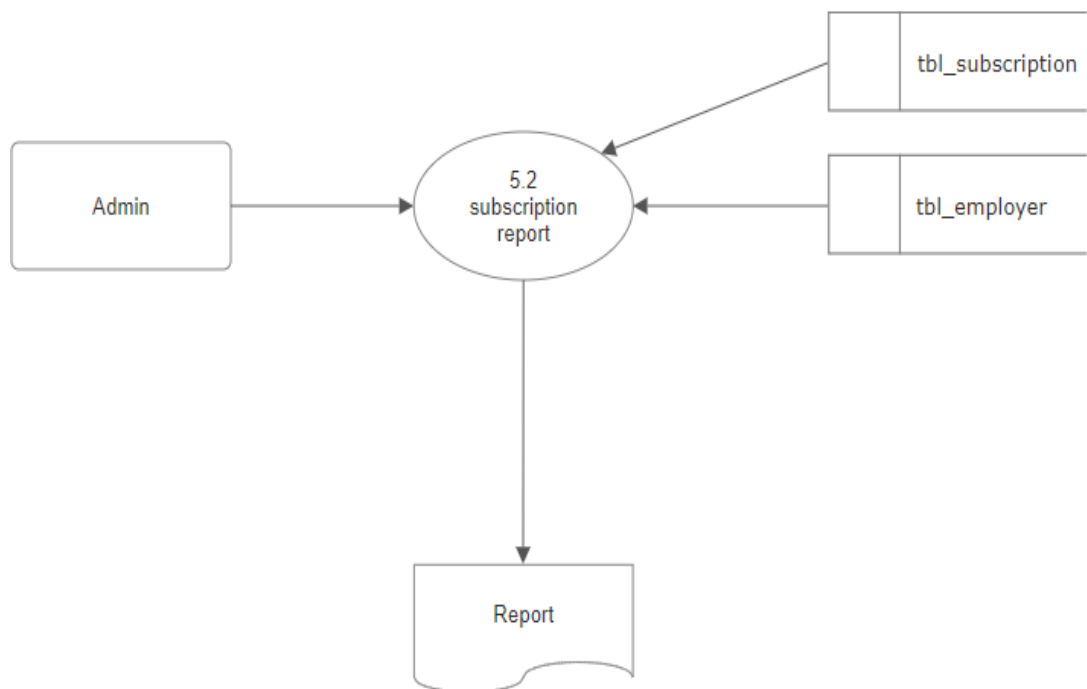 tbl_subscription
Admin
5.2
subscription
report
tbl_employer
Report